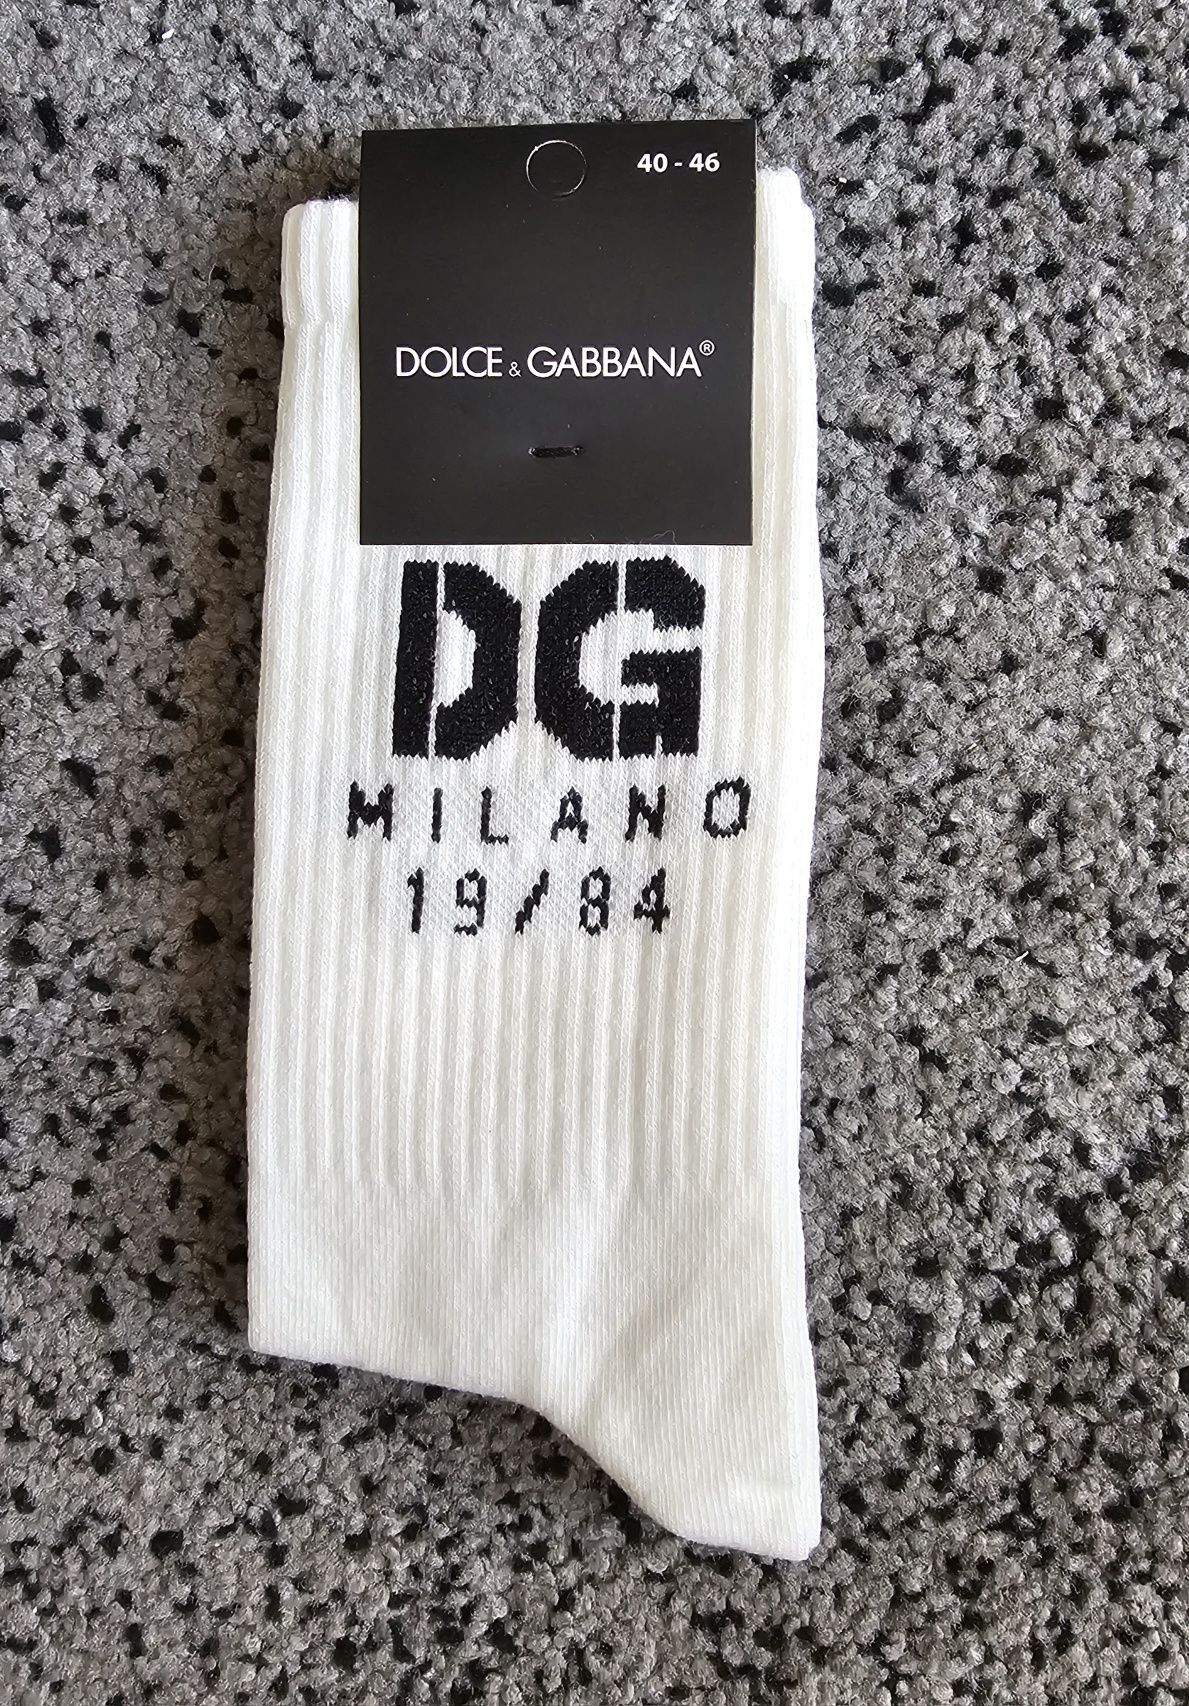 40 - 46
DOLCE & GABBANA®
DG
MILANO
19/84